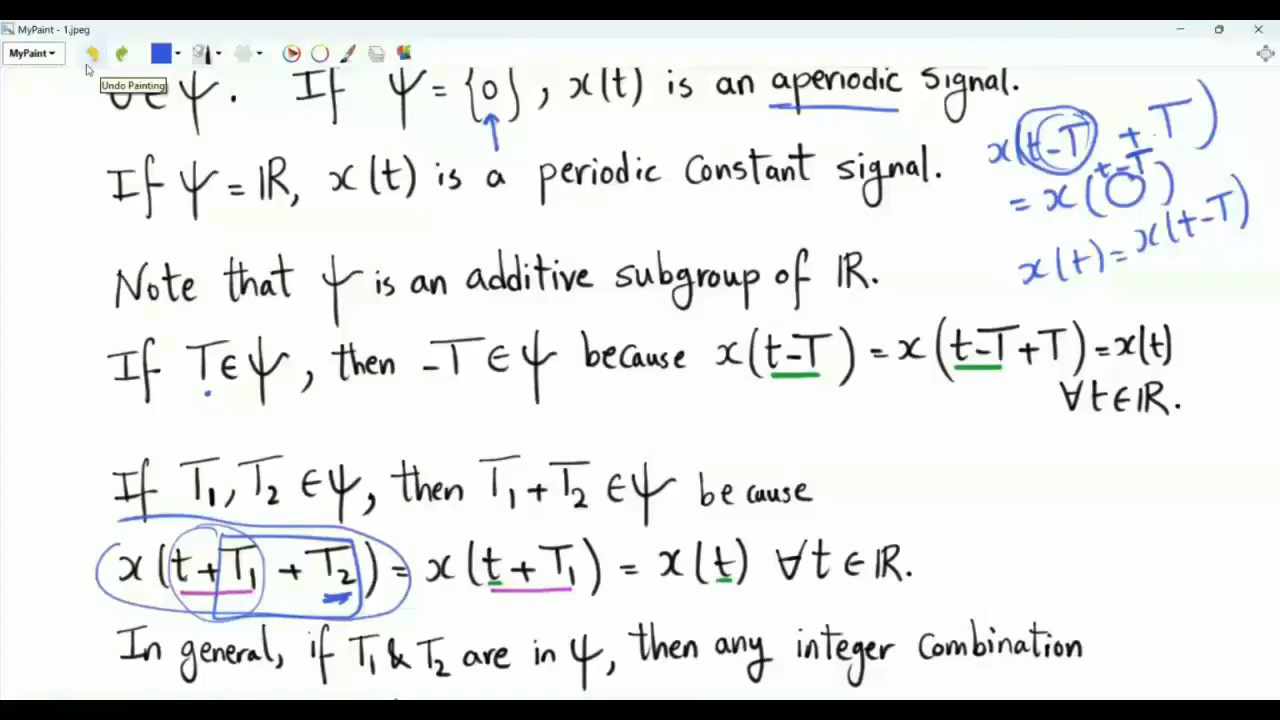 MyPaint - 1.jpeg
MyPaint
Undo Painting
∀t∈Ψ. If Ψ = {0}, x(t) is an aperiodic signal.
If Ψ = ℝ, x(t) is a periodic constant signal.
x(t-T + T)
= x(t-T)
x(t) = x(t-T)
Note that Ψ is an additive subgroup of ℝ.
If T∈Ψ, then -T∈Ψ because x(t-T) = x(t-T+T) = x(t)
∀t∈ℝ.
If T₁, T₂ ∈Ψ, then T₁+T₂ ∈Ψ because
x(t+T₁ + T₂) = x(t+T₁) = x(t) ∀t∈ℝ.
In general, if T₁ & T₂ are in Ψ, then any integer combination